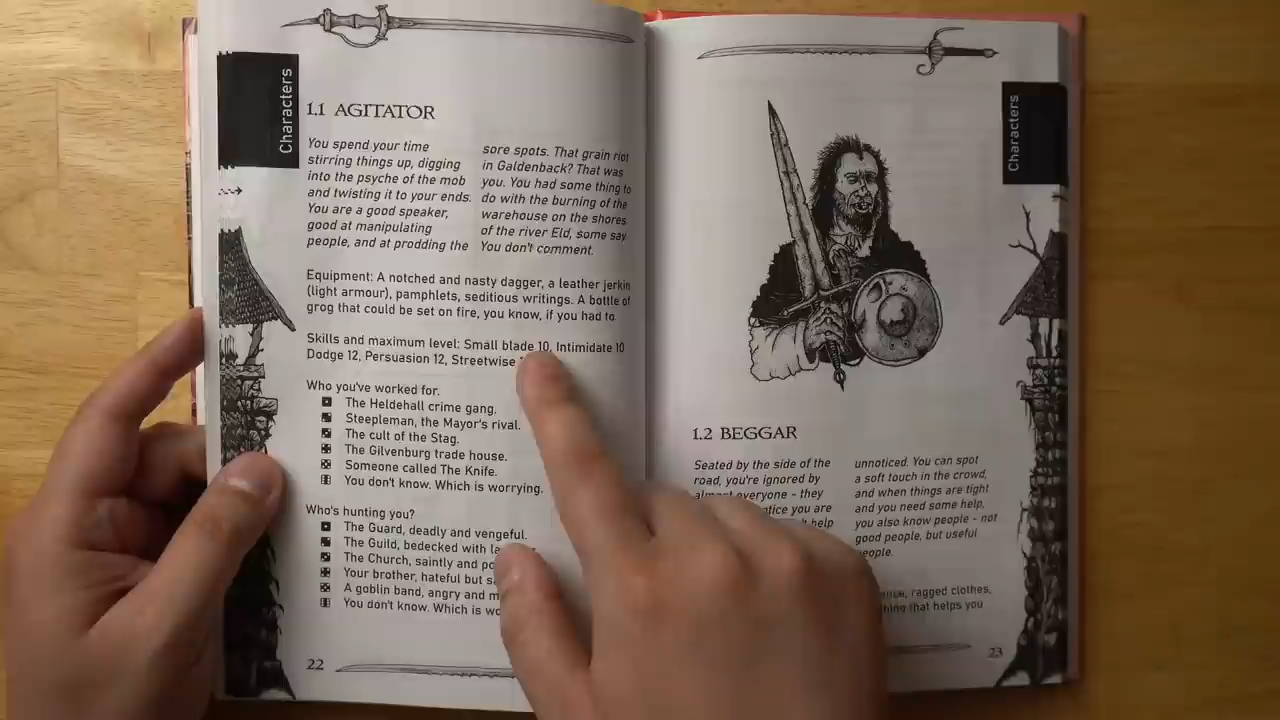 Characters
1.1 AGITATOR
You spend your time
stirring things up, digging
into the psyche of the mob
and twisting it to your ends.
You are a good speaker,
good at manipulating
people, and at prodding the
sore spots. That grain riot
in Galdenback? That was
you. You had some thing to
do with the burning of the
warehouse on the shores
of the river Eld, some say.
You don't comment.
Equipment: A notched and nasty dagger, a leather jerkin
(light armour), pamphlets, seditious writings. A bottle of
grog that could be set on fire, you know, if you had to.
Skills and maximum level: Small blade 10, Intimidate 10
Dodge 12, Persuasion 12, Streetwise
Who you've worked for.
The Heldehall crime gang.
Steepleman, the Mayor's rival.
The cult of the Stag.
The Gilvenburg trade house.
Someone called The Knife.
You don't know. Which is worrying.
Who's hunting you?
The Guard, deadly and vengeful.
The Guild, bedecked with
The Church, saintly and
Your brother, hateful but
A goblin band, angry and
You don't know. Which is
22
Characters
1.2 BEGGAR
Seated by the side of the
road, you're ignored by
almost everyone - they
you are
help
unnoticed. You can spot
a soft touch in the crowd,
and when things are tight
and you need some help,
you also know people - not
good people, but useful
people.
ragged clothes,
that helps you
23